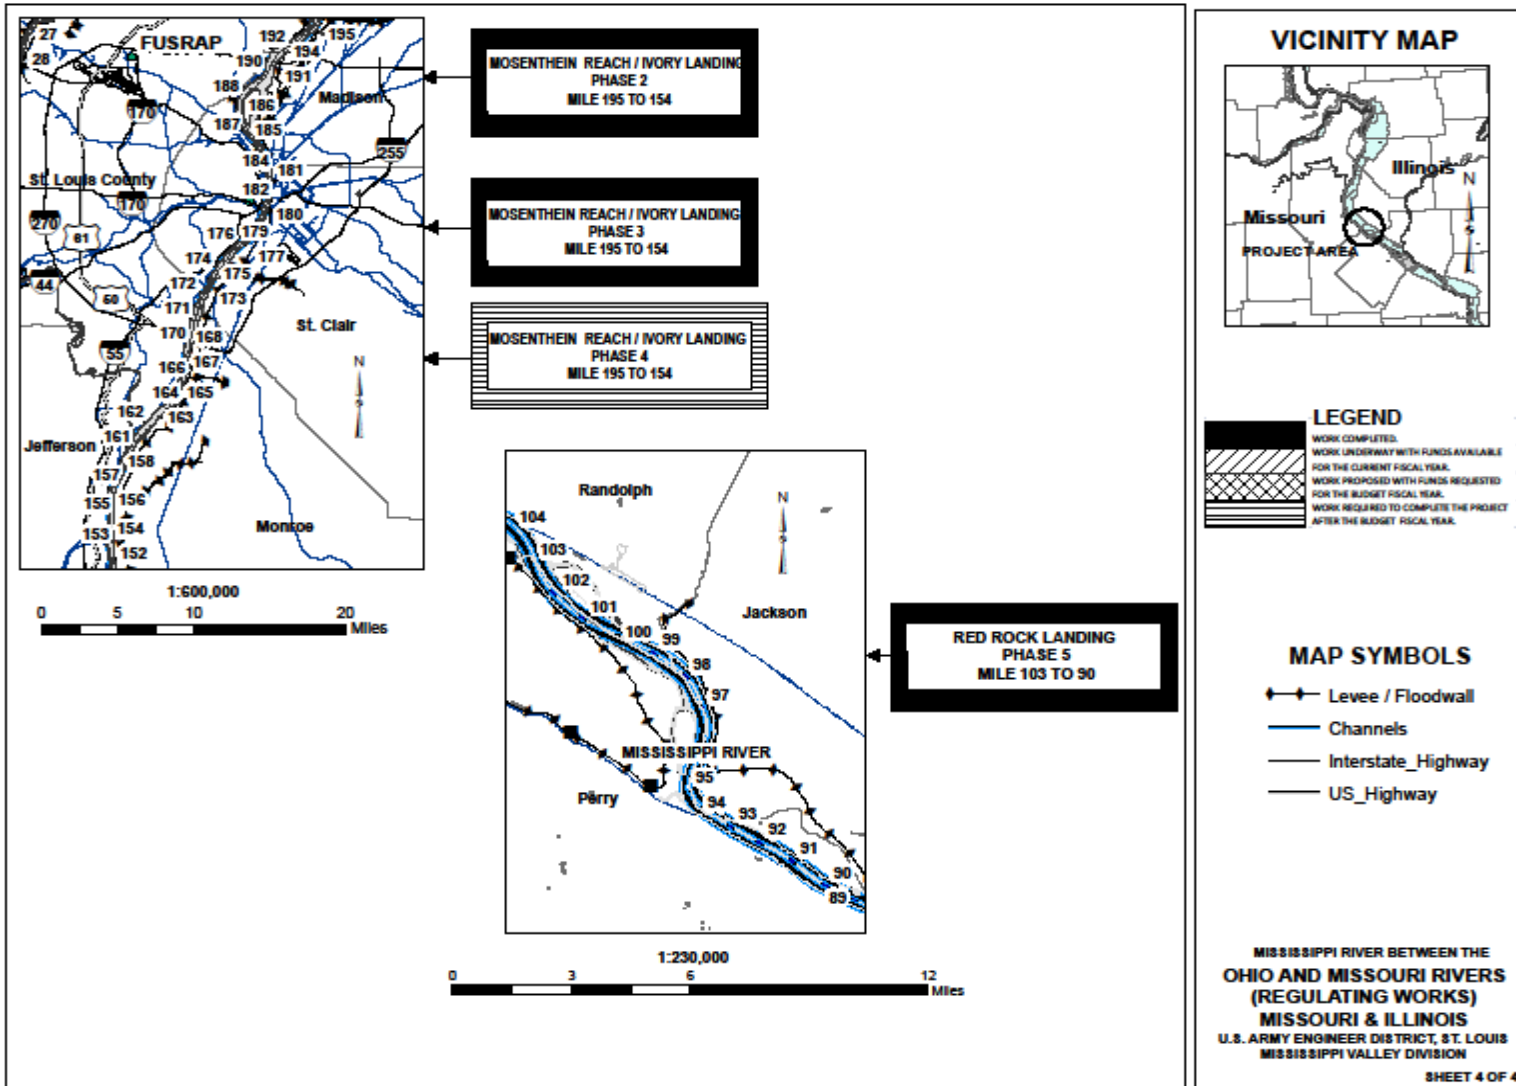 27
28
FUSRAP
192
195
194
190
191
188
Madison
186
170
187
185
184
255
181
St. Louis County
182
170
180
270
179
176
61
177
174
175
44
172
50
173
171
St. Clair
170
168
N
55
167
166
164
165
162
163
Jefferson
161
158
157
156
155
Monroe
154
153
152
1:600,000
0 5 10 20
Miles
MOSENTHEIN REACH / IVORY LANDING
PHASE 2
MILE 195 TO 154
MOSENTHEIN REACH / IVORY LANDING
PHASE 3
MILE 195 TO 154
MOSENTHEIN REACH / IVORY LANDING
PHASE 4
MILE 195 TO 154
Randolph
N
104
103
102
101
Jackson
100
99
98
97
MISSISSIPPI RIVER
95
Perry
94
93
92
91
90
89
1:230,000
0 3 6 12
Miles
RED ROCK LANDING
PHASE 5
MILE 103 TO 90
VICINITY MAP
Illinois
N
Missouri
PROJECT AREA
LEGEND
WORK COMPLETED.
WORK UNDERWAY WITH FUNDS AVAILABLE
FOR THE CURRENT FISCAL YEAR.
WORK PROPOSED WITH FUNDS REQUESTED
FOR THE BUDGET FISCAL YEAR.
WORK REQUIRED TO COMPLETE THE PROJECT
AFTER THE BUDGET FISCAL YEAR.
MAP SYMBOLS
Levee / Floodwall
Channels
Interstate_Highway
US_Highway
MISSISSIPPI RIVER BETWEEN THE
OHIO AND MISSOURI RIVERS
(REGULATING WORKS)
MISSOURI & ILLINOIS
U.S. ARMY ENGINEER DISTRICT, ST. LOUIS
MISSISSIPPI VALLEY DIVISION
SHEET 4 OF 4